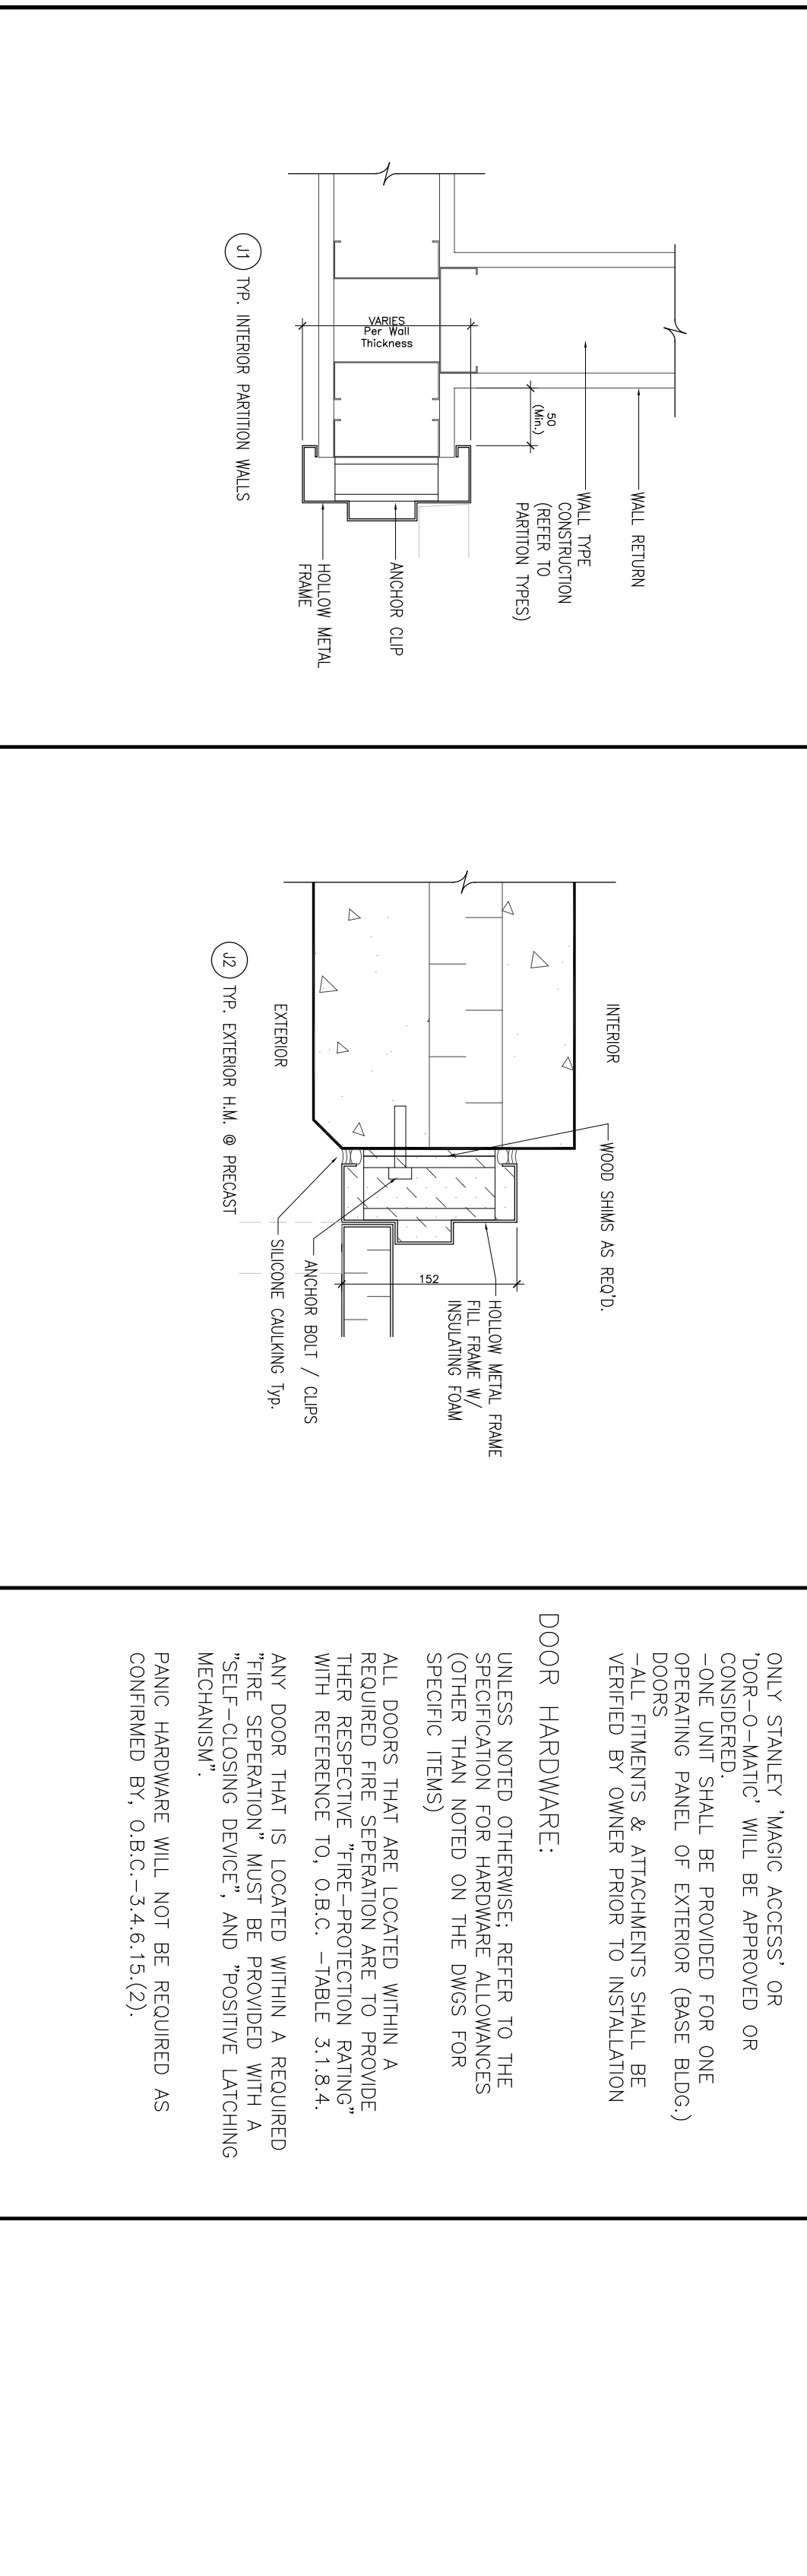 WALL RETURN
WALL TYPE
CONSTRUCTION
(REFER TO
PARTITON TYPES)
50
(Min.)
VARIES
Per Wall
Thickness
ANCHOR CLIP
HOLLOW METAL
FRAME
J1 TYP. INTERIOR PARTITION WALLS
INTERIOR
WOOD SHIMS AS REQ'D.
HOLLOW METAL FRAME
FILL FRAME W/
INSULATING FOAM
152
ANCHOR BOLT / CLIPS
SILICONE CAULKING Typ.
EXTERIOR
J2 TYP. EXTERIOR H.M. @ PRECAST
ONLY STANLEY 'MAGIC ACCESS' OR
'DOR-O-MATIC' WILL BE APPROVED OR
CONSIDERED.
-ONE UNIT SHALL BE PROVIDED FOR ONE
OPERATING PANEL OF EXTERIOR (BASE BLDG.)
DOORS
-ALL FITMENTS & ATTACHMENTS SHALL BE
VERIFIED BY OWNER PRIOR TO INSTALLATION
DOOR HARDWARE:
UNLESS NOTED OTHERWISE; REFER TO THE
SPECIFICATION FOR HARDWARE ALLOWANCES
(OTHER THAN NOTED ON THE DWGS FOR
SPECIFIC ITEMS)
ALL DOORS THAT ARE LOCATED WITHIN A
REQUIRED FIRE SEPERATION ARE TO PROVIDE
THER RESPECTIVE "FIRE-PROTECTION RATING"
WITH REFERENCE TO, O.B.C. -TABLE 3.1.8.4.
ANY DOOR THAT IS LOCATED WITHIN A REQUIRED
"FIRE SEPERATION" MUST BE PROVIDED WITH A
"SELF-CLOSING DEVICE", AND "POSITIVE LATCHING
MECHANISM".
PANIC HARDWARE WILL NOT BE REQUIRED AS
CONFIRMED BY, O.B.C.-3.4.6.15.(2).